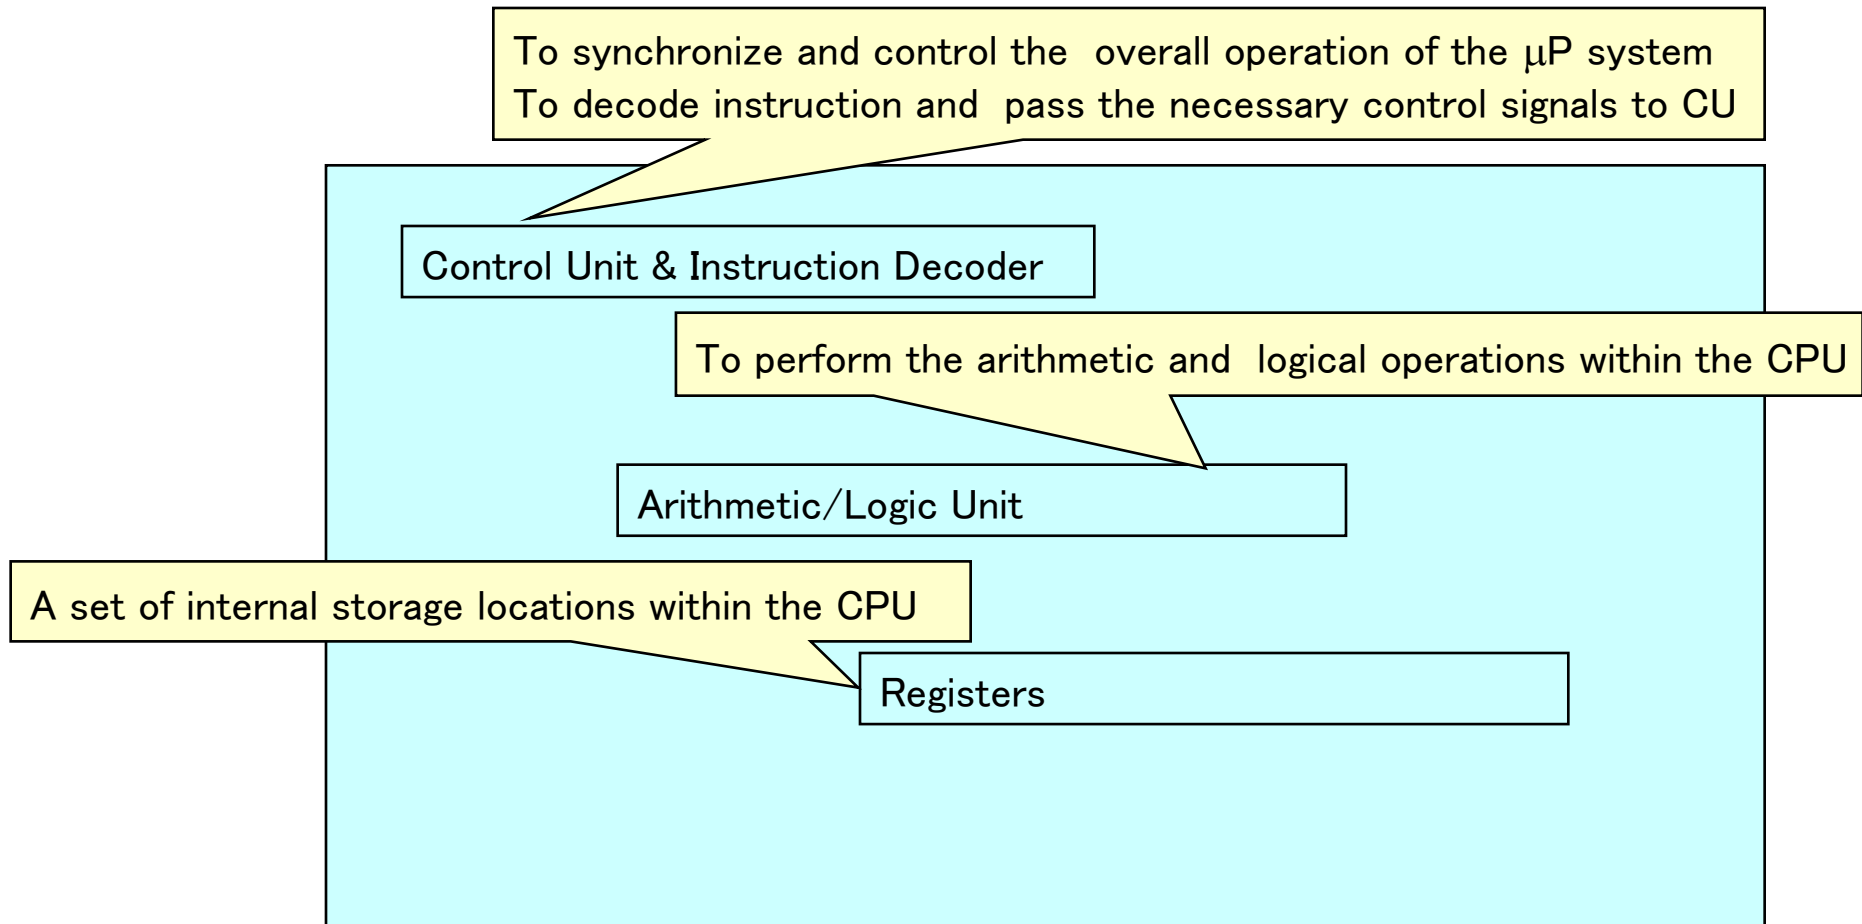 To synchronize and control the  overall operation of the μP system
To decode instruction and  pass the necessary control signals to CU
Control Unit & Instruction Decoder
To perform the arithmetic and  logical operations within the CPU
Arithmetic/Logic Unit
A set of internal storage locations within the CPU
Registers